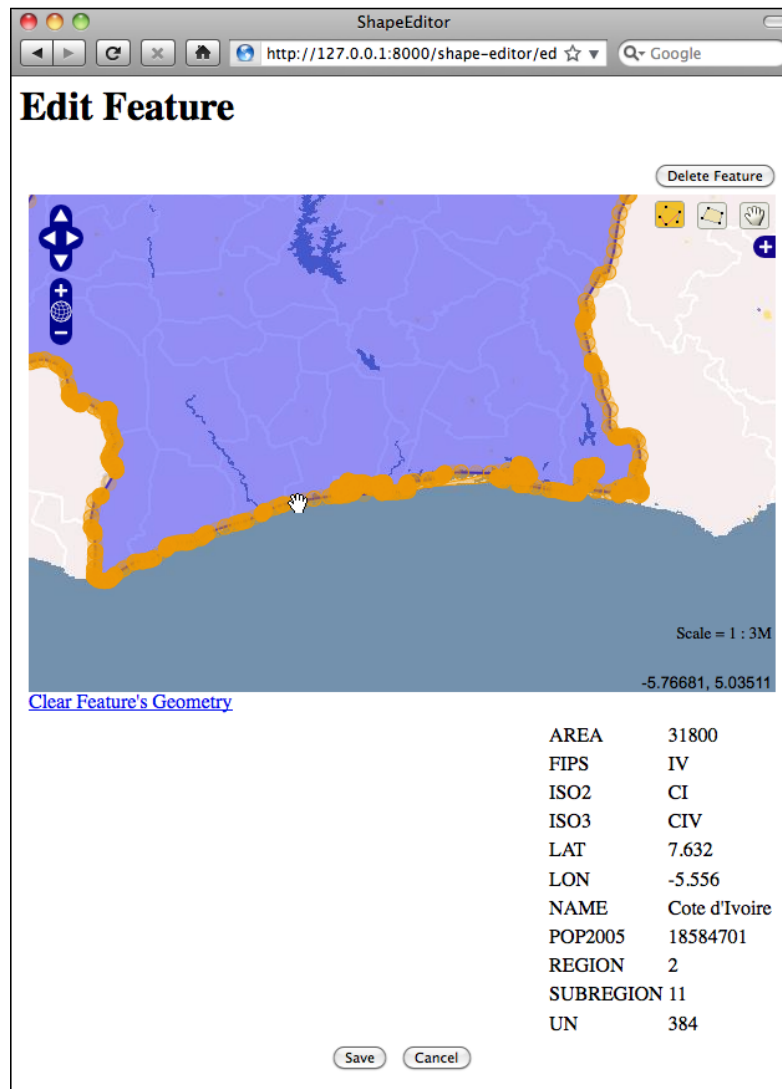 ShapeEditor
http://127.0.0.1:8000/shape-editor/ed
Google
Edit Feature
Delete Feature
Scale = 1 : 3M
-5.76681, 5.03511
Clear Feature's Geometry
AREA 31800
FIPS IV
ISO2 CI
ISO3 CIV
LAT 7.632
LON -5.556
NAME Cote d'Ivoire
POP2005 18584701
REGION 2
SUBREGION 11
UN 384
Save Cancel